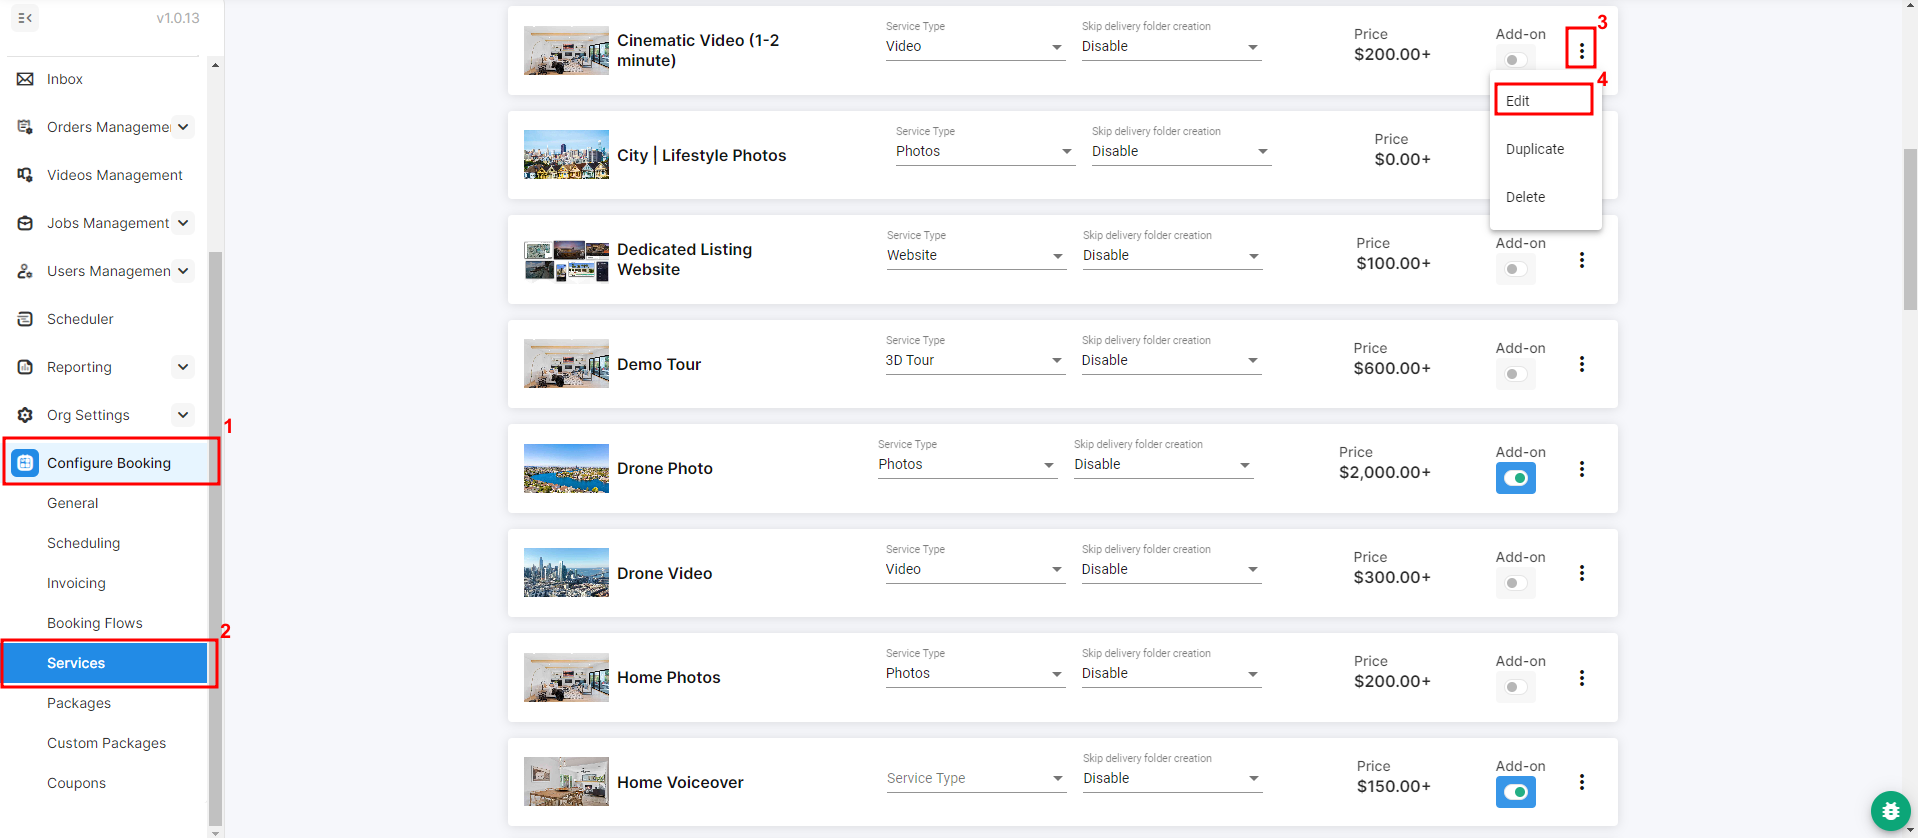 v1.0.13
Inbox
Orders Managemer
Videos Management
Jobs Management
Users Managemen
Scheduler
Reporting
Org Settings
1
Configure Booking
General
Scheduling
Invoicing
Booking Flows
2
Services
Packages
Custom Packages
Coupons
Cinematic Video (1-2
minute)
Service Type
Video
Skip delivery folder creation
Disable
Price
$200.00+
Add-on
3
4
Edit
Duplicate
Delete
City | Lifestyle Photos
Service Type
Photos
Skip delivery folder creation
Disable
Price
$0.00+
Dedicated Listing
Website
Service Type
Website
Skip delivery folder creation
Disable
Price
$100.00+
Add-on
Demo Tour
Service Type
3D Tour
Skip delivery folder creation
Disable
Price
$600.00+
Add-on
Drone Photo
Service Type
Photos
Skip delivery folder creation
Disable
Price
$2,000.00+
Add-on
Drone Video
Service Type
Video
Skip delivery folder creation
Disable
Price
$300.00+
Add-on
Home Photos
Service Type
Photos
Skip delivery folder creation
Disable
Price
$200.00+
Add-on
Home Voiceover
Service Type
Skip delivery folder creation
Disable
Price
$150.00+
Add-on